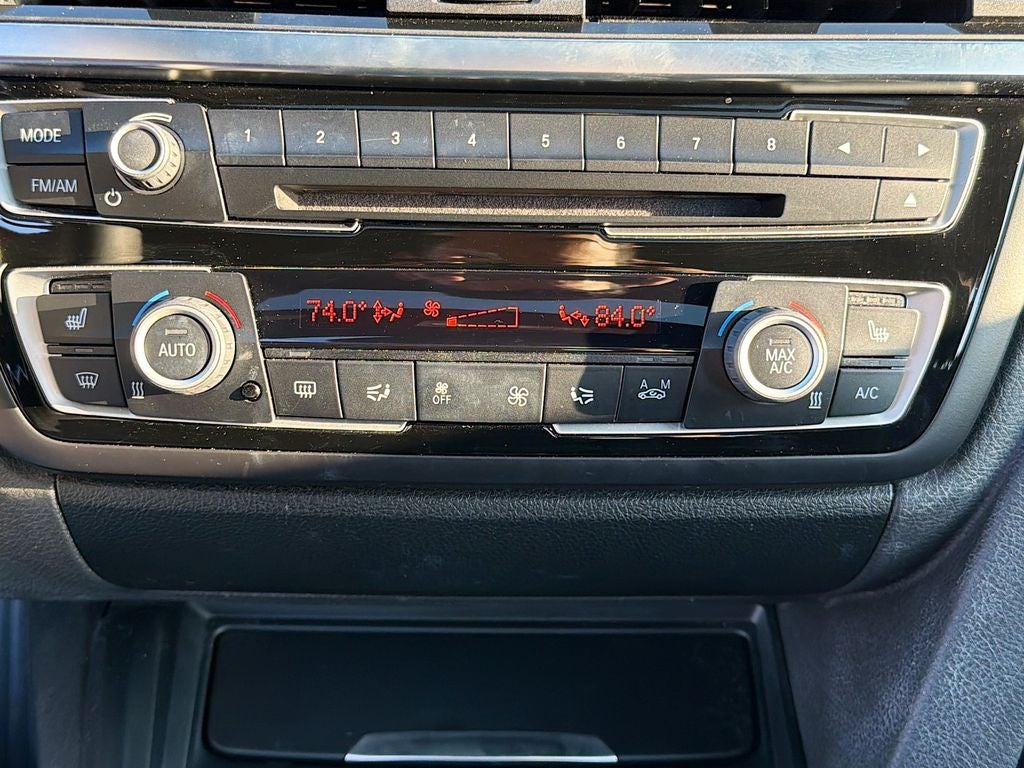 MODE
1 2 3 4 5 6 7 8
FM/AM
74.0° 84.0°
AUTO
MAX
A/C
OFF
A M
A/C